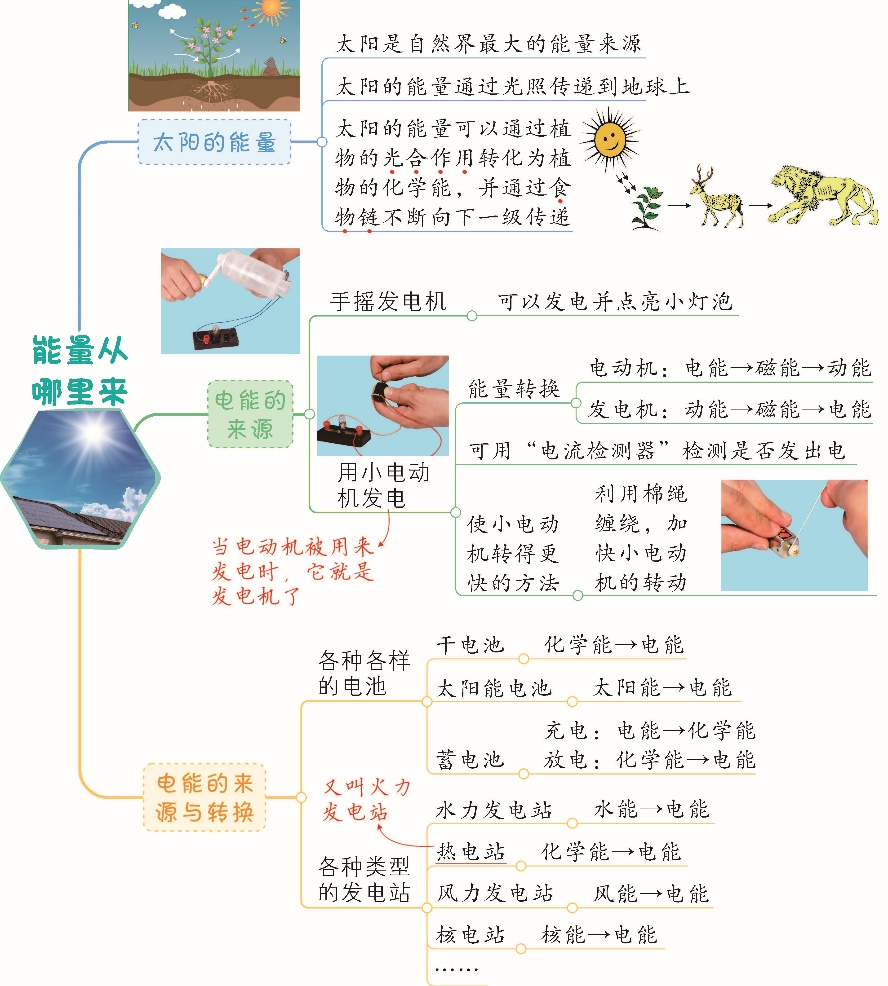 能量从
哪里来
太阳的能量
太阳是自然界最大的能量来源
太阳的能量通过光照传递到地球上
太阳的能量可以通过植
物的光合作用转化为植
物的化学能，并通过食
物链不断向下一级传递
电能的
来源
手摇发电机
可以发电并点亮小灯泡
用小电动
机发电
当电动机被用来
发电时，它就是
发电机了
能量转换
电动机：电能→磁能→动能
发电机：动能→磁能→电能
可用“电流检测器”检测是否发出电
使小电动
机转得更
快的方法
利用棉绳
缠绕，加
快小电动
机的转动
电能的来
源与转换
各种各样
的电池
干电池
化学能→电能
太阳能电池
太阳能→电能
蓄电池
充电：电能→化学能
放电：化学能→电能
各种类型
的发电站
水力发电站
水能→电能
热电站
化学能→电能
又叫火力
发电站
风力发电站
风能→电能
核电站
核能→电能
……